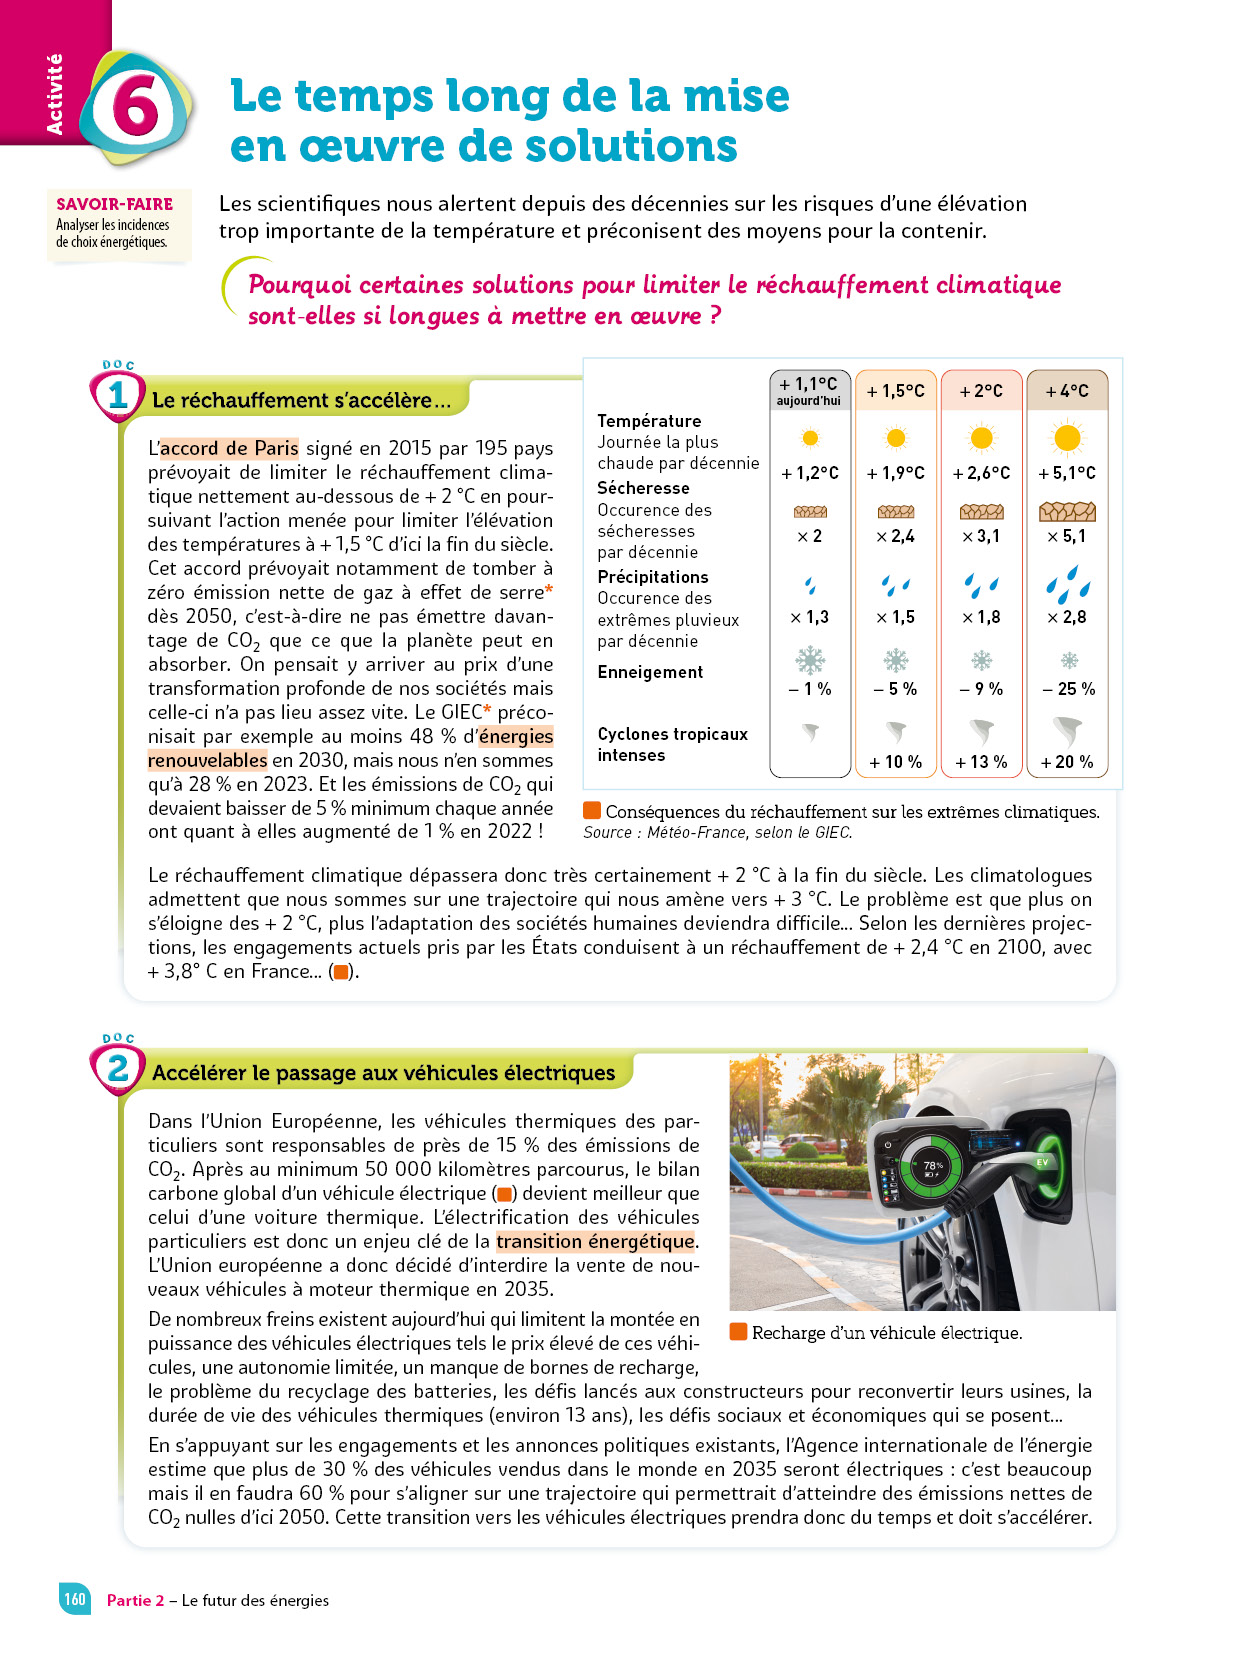 Activité
6
Le temps long de la mise
en œuvre de solutions
SAVOIR-FAIRE
Analyser les incidences
de choix énergétiques.
Les scientifiques nous alertent depuis des décennies sur les risques d’une élévation
trop importante de la température et préconisent des moyens pour la contenir.
Pourquoi certaines solutions pour limiter le réchauffement climatique
sont-elles si longues à mettre en œuvre ?
DOC
1
Le réchauffement s’accélère…
L’accord de Paris signé en 2015 par 195 pays
prévoyait de limiter le réchauffement clima-
tique nettement au-dessous de + 2 °C en pour-
suivant l’action menée pour limiter l’élévation
des températures à + 1,5 °C d’ici la fin du siècle.
Cet accord prévoyait notamment de tomber à
zéro émission nette de gaz à effet de serre*
dès 2050, c’est-à-dire ne pas émettre davan-
tage de CO₂ que ce que la planète peut en
absorber. On pensait y arriver au prix d’une
transformation profonde de nos sociétés mais
celle-ci n’a pas lieu assez vite. Le GIEC* préco-
nisait par exemple au moins 48 % d’énergies
renouvelables en 2030, mais nous n’en sommes
qu’à 28 % en 2023. Et les émissions de CO₂ qui
devaient baisser de 5 % minimum chaque année
ont quant à elles augmenté de 1 % en 2022 !
+ 1,1°C aujourd’hui + 1,5°C + 2°C + 4°C
Température
Journée la plus
chaude par décennie
+ 1,2°C + 1,9°C + 2,6°C + 5,1°C
Sécheresse
Occurence des
sécheresses
par décennie
× 2 × 2,4 × 3,1 × 5,1
Précipitations
Occurence des
extrêmes pluvieux
par décennie
× 1,3 × 1,5 × 1,8 × 2,8
Enneigement
– 1 % – 5 % – 9 % – 25 %
Cyclones tropicaux
intenses
+ 10 % + 13 % + 20 %
Conséquences du réchauffement sur les extrêmes climatiques.
Source : Météo-France, selon le GIEC.
Le réchauffement climatique dépassera donc très certainement + 2 °C à la fin du siècle. Les climatologues
admettent que nous sommes sur une trajectoire qui nous amène vers + 3 °C. Le problème est que plus on
s’éloigne des + 2 °C, plus l’adaptation des sociétés humaines deviendra difficile... Selon les dernières projec-
tions, les engagements actuels pris par les États conduisent à un réchauffement de + 2,4 °C en 2100, avec
+ 3,8° C en France... ( ).
DOC
2
Accélérer le passage aux véhicules électriques
Dans l’Union Européenne, les véhicules thermiques des par-
ticuliers sont responsables de près de 15 % des émissions de
CO₂. Après au minimum 50 000 kilomètres parcourus, le bilan
carbone global d’un véhicule électrique ( ) devient meilleur que
celui d’une voiture thermique. L’électrification des véhicules
particuliers est donc un enjeu clé de la transition énergétique.
L’Union européenne a donc décidé d’interdire la vente de nou-
veaux véhicules à moteur thermique en 2035.
De nombreux freins existent aujourd’hui qui limitent la montée en
puissance des véhicules électriques tels le prix élevé de ces véhi-
cules, une autonomie limitée, un manque de bornes de recharge,
le problème du recyclage des batteries, les défis lancés aux constructeurs pour reconvertir leurs usines, la
durée de vie des véhicules thermiques (environ 13 ans), les défis sociaux et économiques qui se posent...
En s’appuyant sur les engagements et les annonces politiques existants, l’Agence internationale de l’énergie
estime que plus de 30 % des véhicules vendus dans le monde en 2035 seront électriques : c’est beaucoup
mais il en faudra 60 % pour s’aligner sur une trajectoire qui permettrait d’atteindre des émissions nettes de
CO₂ nulles d’ici 2050. Cette transition vers les véhicules électriques prendra donc du temps et doit s’accélérer.
78%
EV
Recharge d’un véhicule électrique.
160
Partie 2 – Le futur des énergies